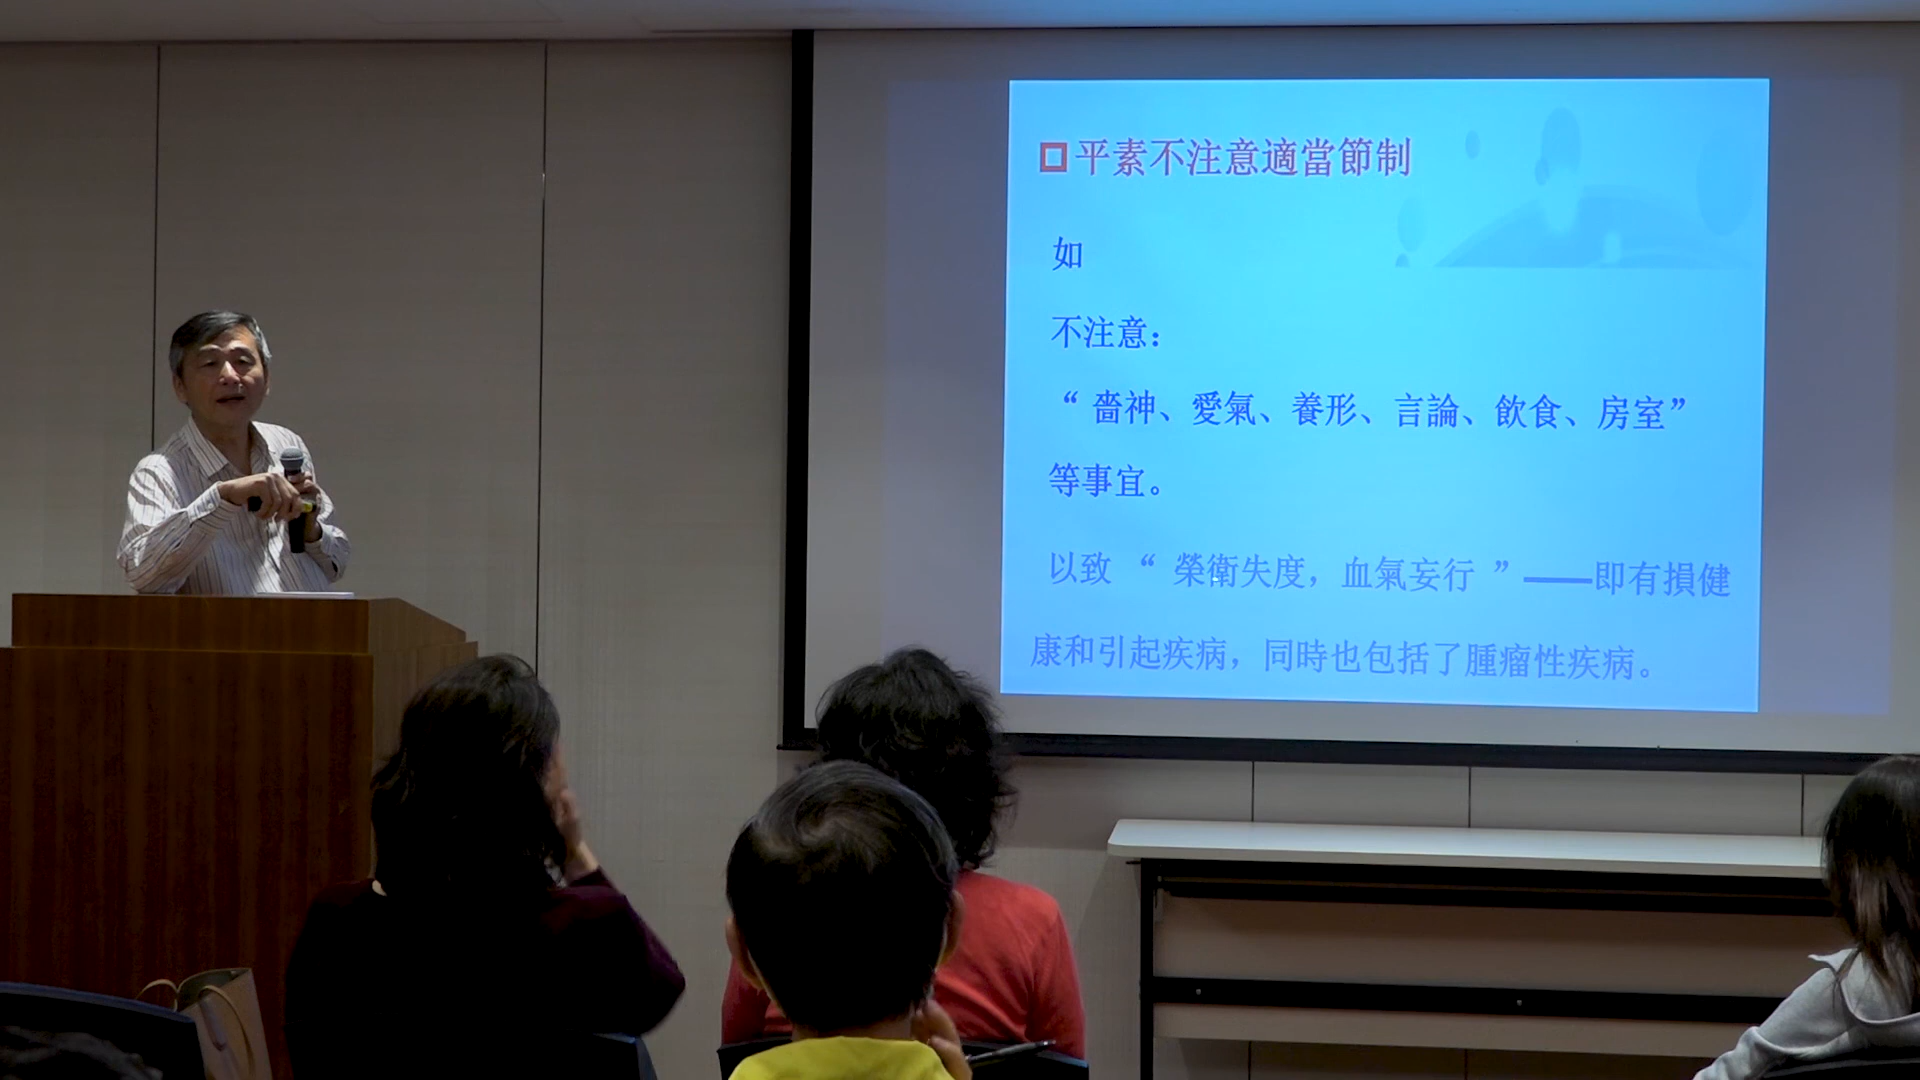 平素不注意適當節制
如
不注意：
“嗇神、愛氣、養形、言論、飲食、房室”
等事宜。
以致“榮衛失度，血氣妄行”——即有損健
康和引起疾病，同時也包括了腫瘤性疾病。